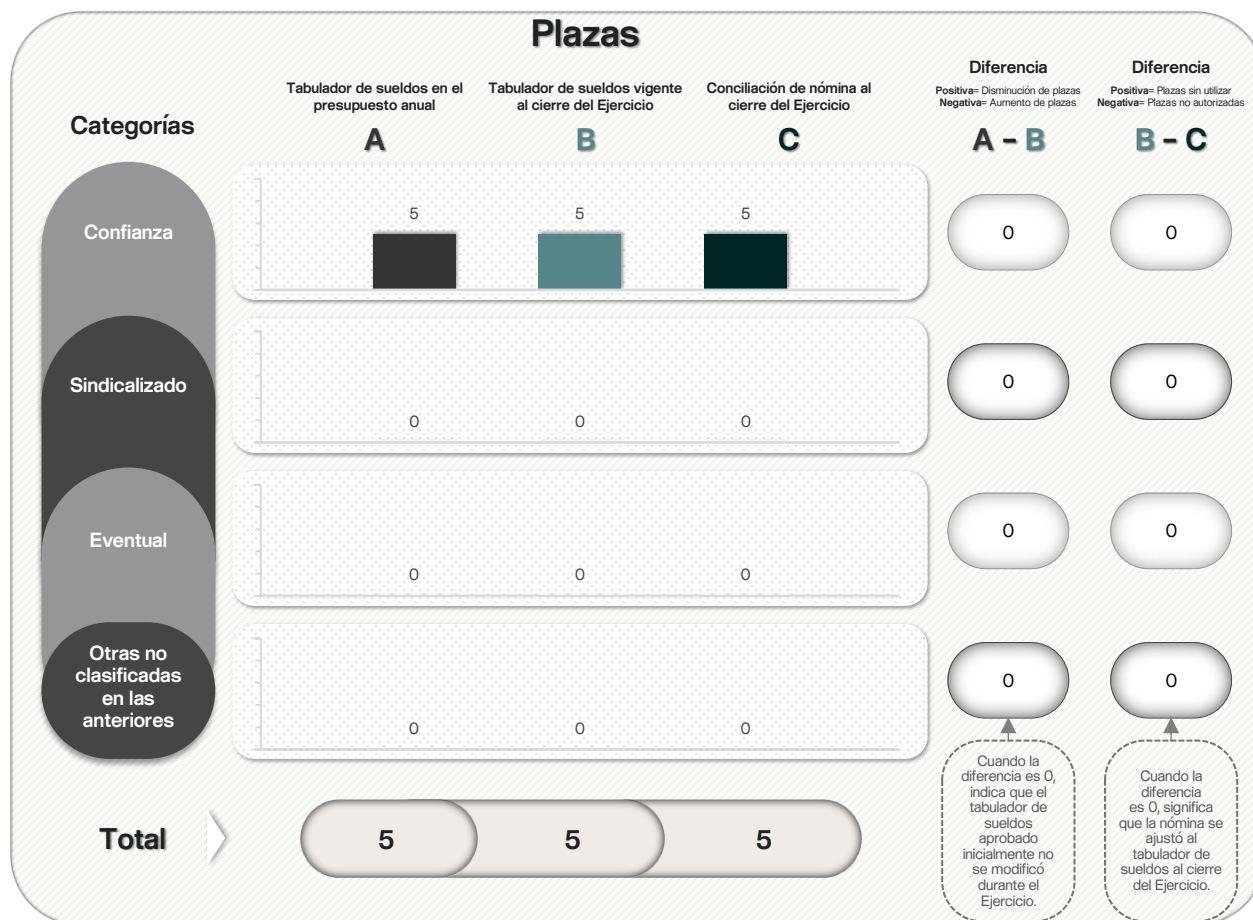 Plazas
Categorías
Tabulador de sueldos en el
presupuesto anual
A
Tabulador de sueldos vigente
al cierre del Ejercicio
B
Conciliación de nómina al
cierre del Ejercicio
C
Diferencia
Positiva= Disminución de plazas
Negativa= Aumento de plazas
A – B
Diferencia
Positiva= Plazas sin utilizar
Negativa= Plazas no autorizadas
B – C
Confianza
5
5
5
0
0
Sindicalizado
0
0
0
0
0
Eventual
0
0
0
0
0
Otras no
clasificadas
en las
anteriores
0
0
0
0
0
Total
5
5
5
Cuando la
diferencia es 0,
indica que el
tabulador de
sueldos
aprobado
inicialmente no
se modificó
durante el
Ejercicio.
Cuando la
diferencia
es 0, significa
que la nómina se
ajustó al
tabulador de
sueldos al cierre
del Ejercicio.